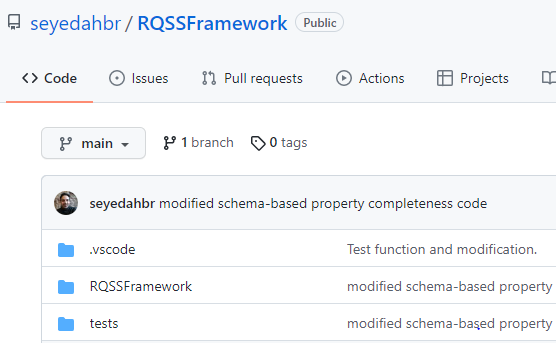 seyedahbr / RQSSFramework Public
Code Issues Pull requests Actions Projects
main 1 branch 0 tags
seyedahbr modified schema-based property completeness code
.vscode Test function and modification.
RQSSFramework modified schema-based property
tests modified schema-based property